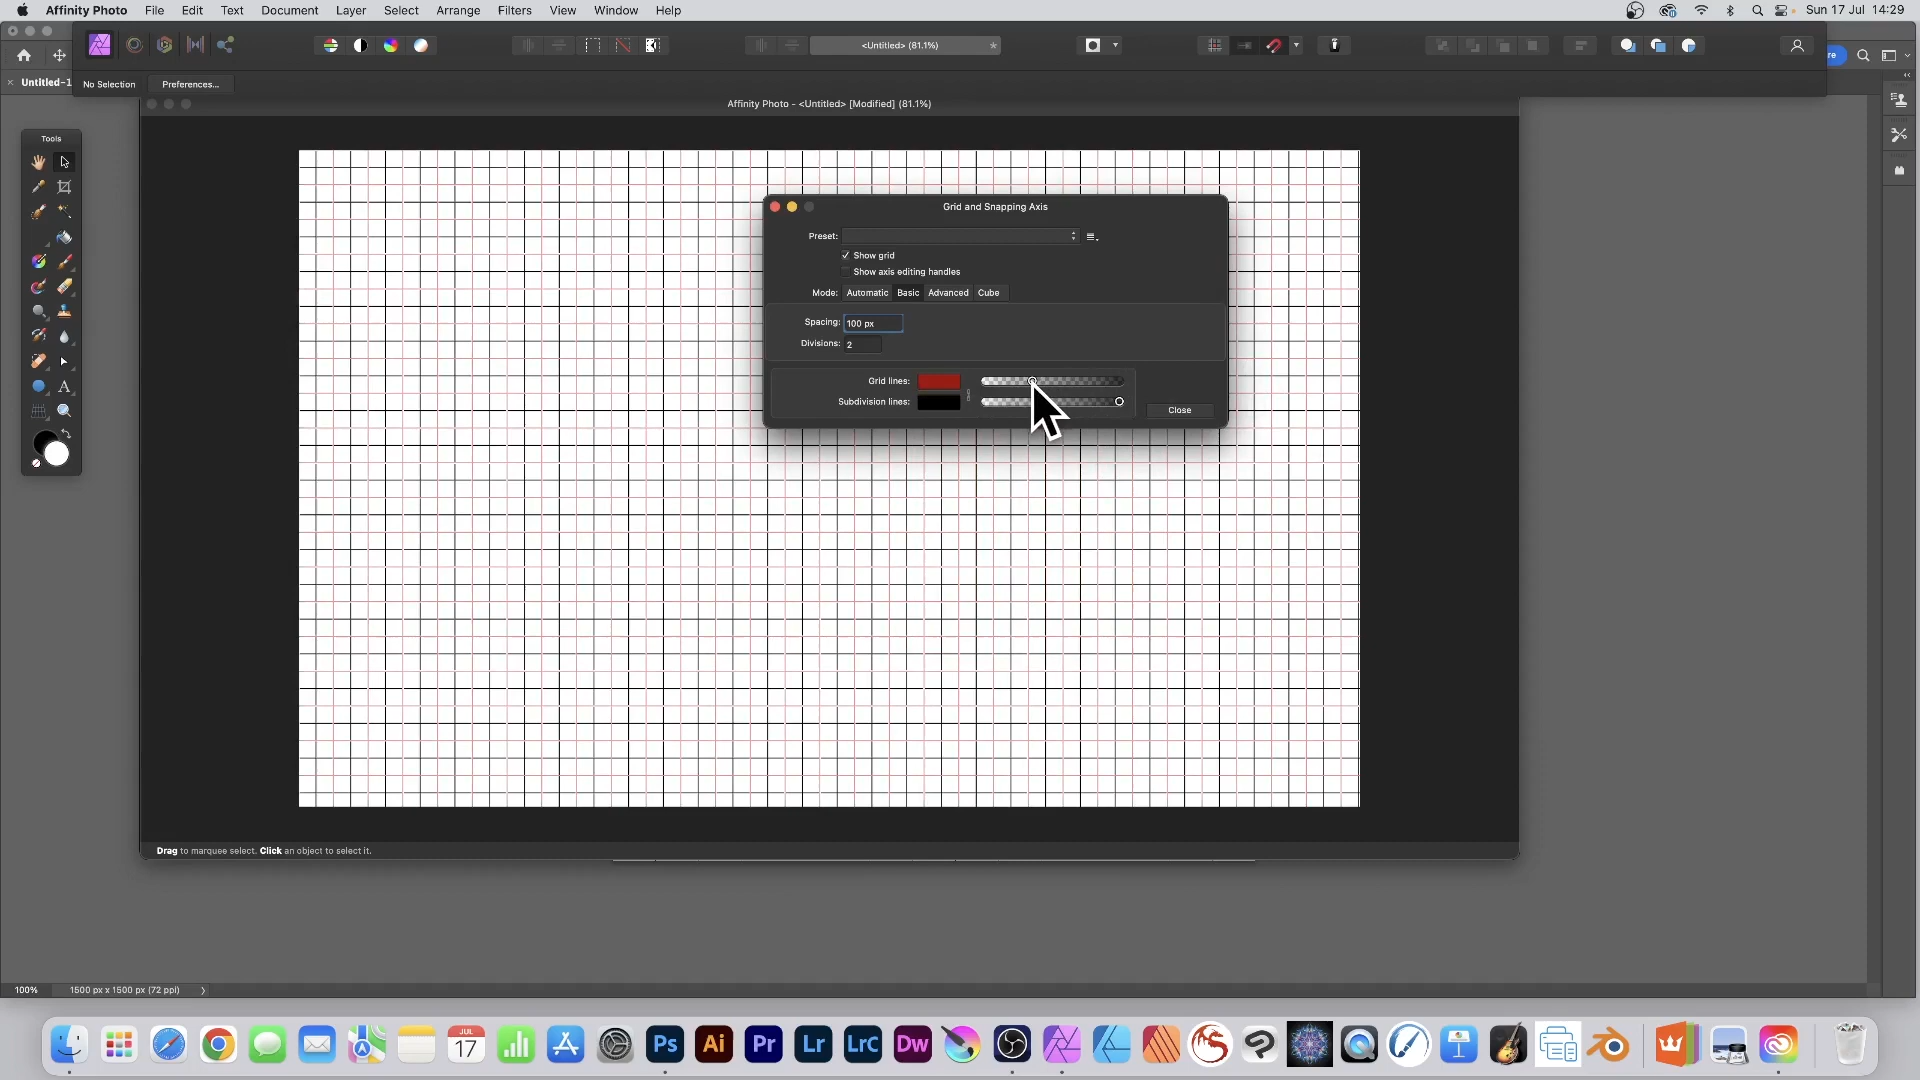 Affinity Photo File Edit Text Document Layer Select Arrange Filters View Window Help Sun 17 Jul 14:29
<Untitled> (81.1%)
re
Untitled-1
No Selection Preferences...
Affinity Photo - <Untitled> [Modified] (81.1%)
Tools
Grid and Snapping Axis
Preset:
Show grid
Show axis editing handles
Mode: Automatic Basic Advanced Cube
Spacing: 100 px
Divisions: 2
Grid lines:
Subdivision lines:
Close
Drag to marquee select. Click an object to select it.
100% 1500 px x 1500 px (72 ppi)
JUL
17
Ps Ai Pr Lr LrC Dw